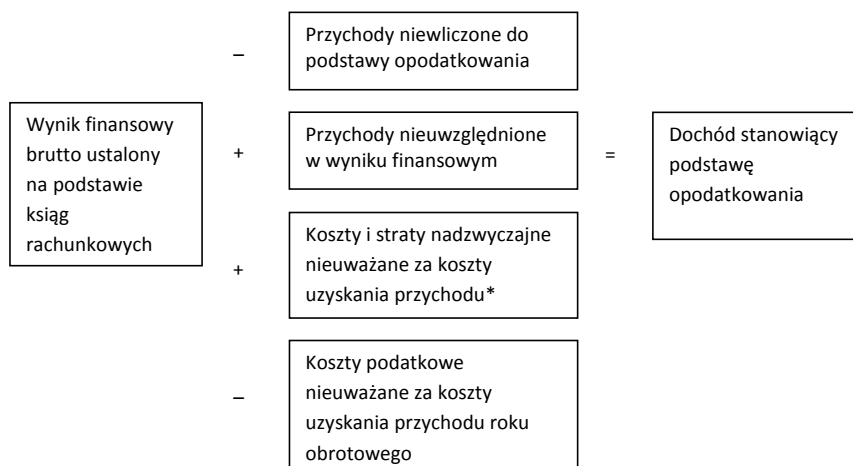 –
Przychody niewliczone do
podstawy opodatkowania
Wynik finansowy
brutto ustalony
na podstawie
ksiąg
rachunkowych
+
Przychody nieuwzględnione
w wyniku finansowym
=
Dochód stanowiący
podstawę
opodatkowania
+
Koszty i straty nadzwyczajne
nieuważane za koszty
uzyskania przychodu*
–
Koszty podatkowe
nieuważane za koszty
uzyskania przychodu roku
obrotowego